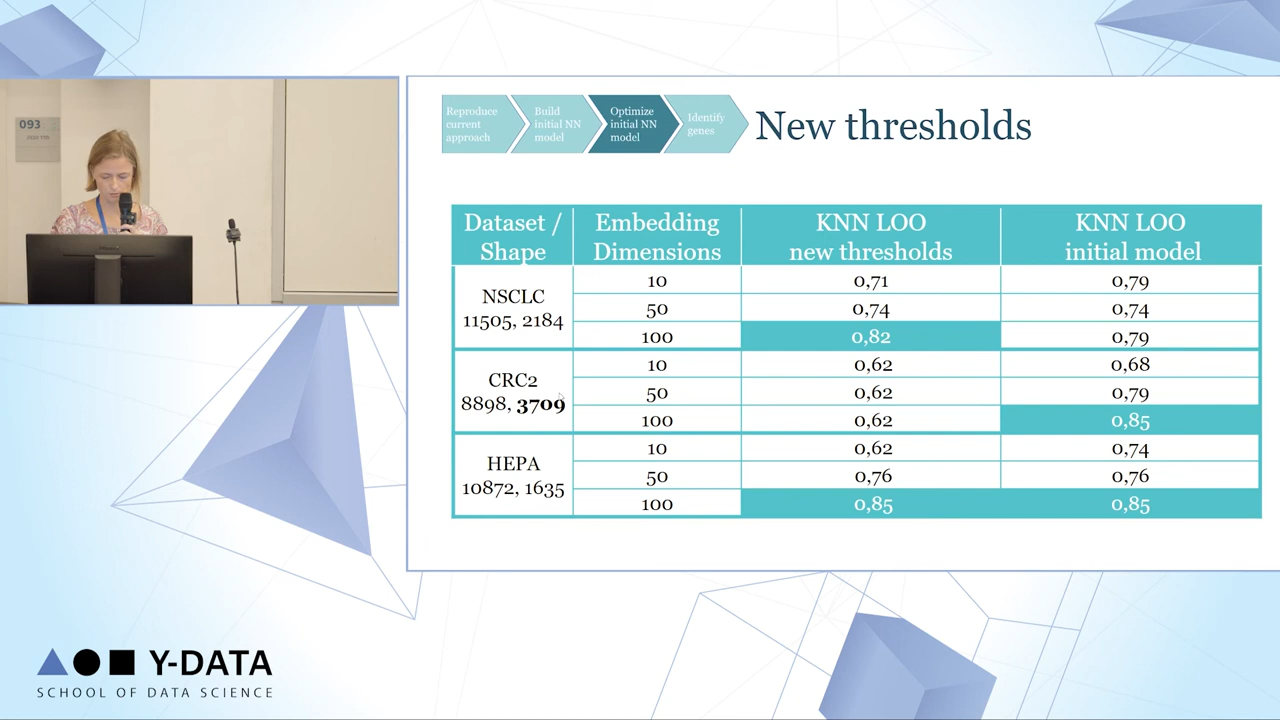 093
Reproduce
current
approach
Build
initial NN
model
Optimize
initial NN
model
Identify
genes
New thresholds
Dataset / Shape
Embedding Dimensions
KNN LOO new thresholds
KNN LOO initial model
NSCLC
11505, 2184
10 0,71 0,79
50 0,74 0,74
100 0,82 0,79
CRC2
8898, 3709
10 0,62 0,68
50 0,62 0,79
100 0,62 0,85
HEPA
10872, 1635
10 0,62 0,74
50 0,76 0,76
100 0,85 0,85
Y-DATA
SCHOOL OF DATA SCIENCE